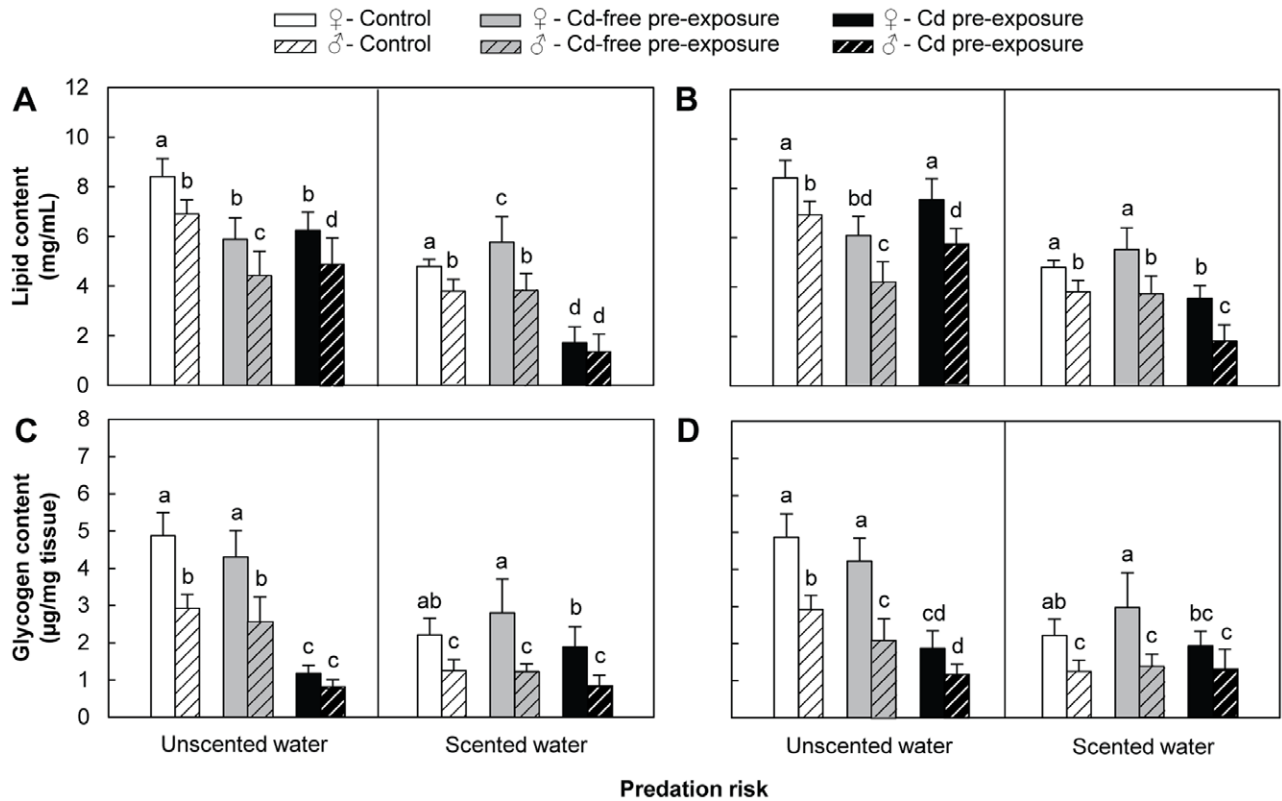 ♀ - Control ♀ - Cd-free pre-exposure ♀ - Cd pre-exposure
♂ - Control ♂ - Cd-free pre-exposure ♂ - Cd pre-exposure
A
Lipid content
(mg/mL)
12
10
8
6
4
2
0
a b b c b d
a b c b d d
B
a b bd c a d
a b a b b c
C
Glycogen content
(µg/mg tissue)
8
7
6
5
4
3
2
1
0
a b a b c c
ab c a c b c
D
a b a c cd d
ab c a c bc c
Unscented water Scented water Unscented water Scented water
Predation risk